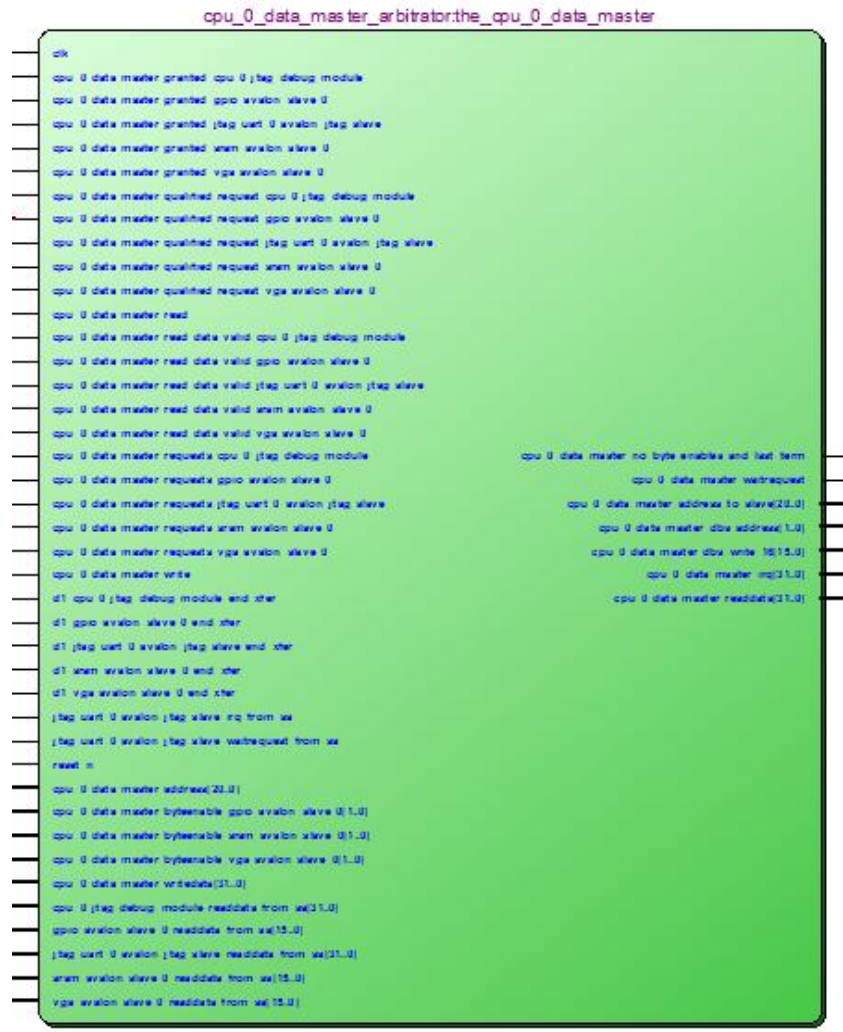 cpu_0_data_master_arbitrator:the_cpu_0_data_master
clk
cpu 0 data master granted cpu 0 jtag debug module
cpu 0 data master granted gpio avalon slave 0
cpu 0 data master granted jtag uart 0 avalon jtag slave
cpu 0 data master granted sram avalon slave 0
cpu 0 data master granted vga avalon slave 0
cpu 0 data master qualified request cpu 0 jtag debug module
cpu 0 data master qualified request gpio avalon slave 0
cpu 0 data master qualified request jtag uart 0 avalon jtag slave
cpu 0 data master qualified request sram avalon slave 0
cpu 0 data master qualified request vga avalon slave 0
cpu 0 data master read
cpu 0 data master read data valid cpu 0 jtag debug module
cpu 0 data master read data valid gpio avalon slave 0
cpu 0 data master read data valid jtag uart 0 avalon jtag slave
cpu 0 data master read data valid sram avalon slave 0
cpu 0 data master read data valid vga avalon slave 0
cpu 0 data master requests cpu 0 jtag debug module
cpu 0 data master requests gpio avalon slave 0
cpu 0 data master requests jtag uart 0 avalon jtag slave
cpu 0 data master requests sram avalon slave 0
cpu 0 data master requests vga avalon slave 0
cpu 0 data master write
d1 cpu 0 jtag debug module end xfer
d1 gpio avalon slave 0 end xfer
d1 jtag uart 0 avalon jtag slave end xfer
d1 sram avalon slave 0 end xfer
d1 vga avalon slave 0 end xfer
jtag uart 0 avalon jtag slave irq from sa
jtag uart 0 avalon jtag slave waitrequest from sa
reset n
cpu 0 data master address[20..0]
cpu 0 data master byteenable gpio avalon slave 0[1..0]
cpu 0 data master byteenable sram avalon slave 0[1..0]
cpu 0 data master byteenable vga avalon slave 0[1..0]
cpu 0 data master writedata[31..0]
cpu 0 jtag debug module readdata from sa[31..0]
gpio avalon slave 0 readdata from sa[15..0]
jtag uart 0 avalon jtag slave readdata from sa[31..0]
sram avalon slave 0 readdata from sa[15..0]
vga avalon slave 0 readdata from sa[15..0]
cpu 0 data master no byte enables and last term
cpu 0 data master waitrequest
cpu 0 data master address to slave[20..0]
cpu 0 data master dbs address[1..0]
cpu 0 data master dbs write 16[15..0]
cpu 0 data master irq[31..0]
cpu 0 data master readdata[31..0]